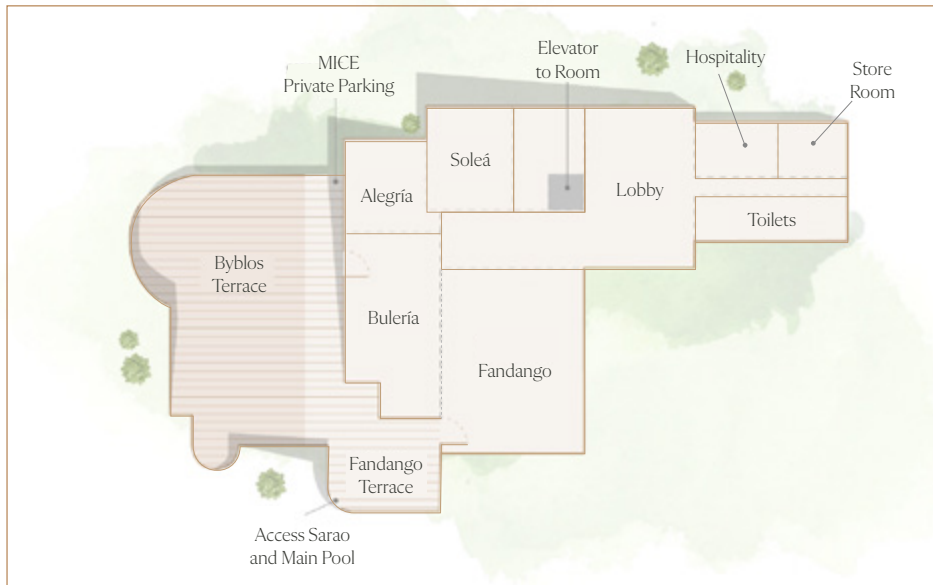 MICE
Private Parking
Elevator
to Room
Hospitality
Store
Room
Soleá
Alegría
Lobby
Toilets
Byblos
Terrace
Bulería
Fandango
Fandango
Terrace
Access Sarao
and Main Pool